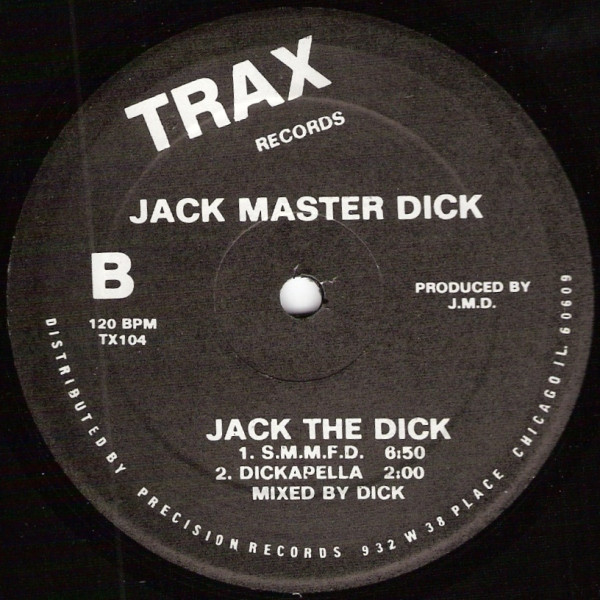 TRAX
RECORDS
JACK MASTER DICK
B
120 BPM
TX104
PRODUCED BY
J.M.D.
JACK THE DICK
1. S.M.M.F.D. 6:50
2. DICKAPELLA 2:00
MIXED BY DICK
DISTRIBUTED BY PRECISION RECORDS 932 W 38 PLACE CHICAGO IL. 60609